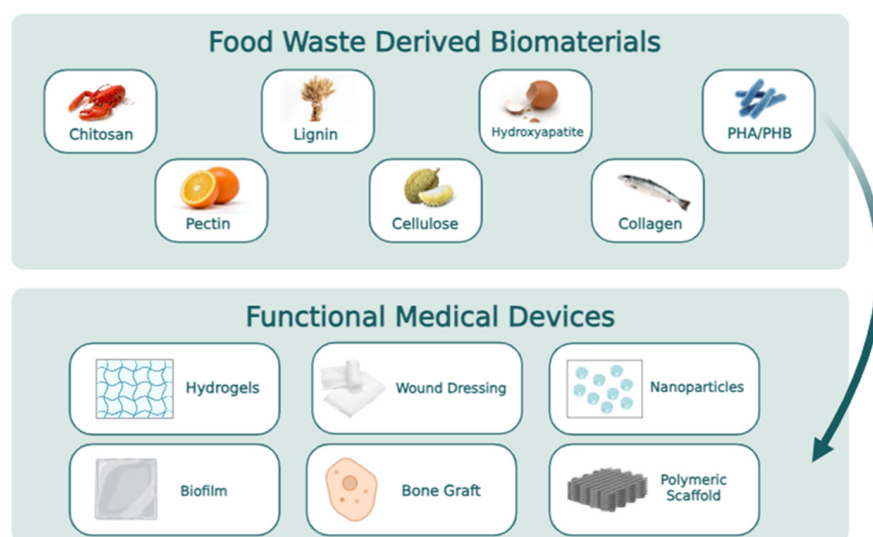 Food Waste Derived Biomaterials
Chitosan
Lignin
Hydroxyapatite
PHA/PHB
Pectin
Cellulose
Collagen
Functional Medical Devices
Hydrogels
Wound Dressing
Nanoparticles
Biofilm
Bone Graft
Polymeric
Scaffold